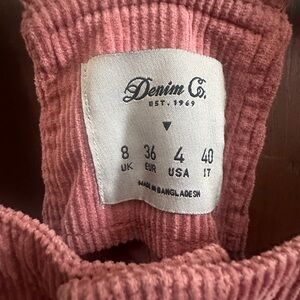 Denim Co.
EST. 1969
8 36 4 40
UK EUR USA IT
MADE IN BANGLADESH